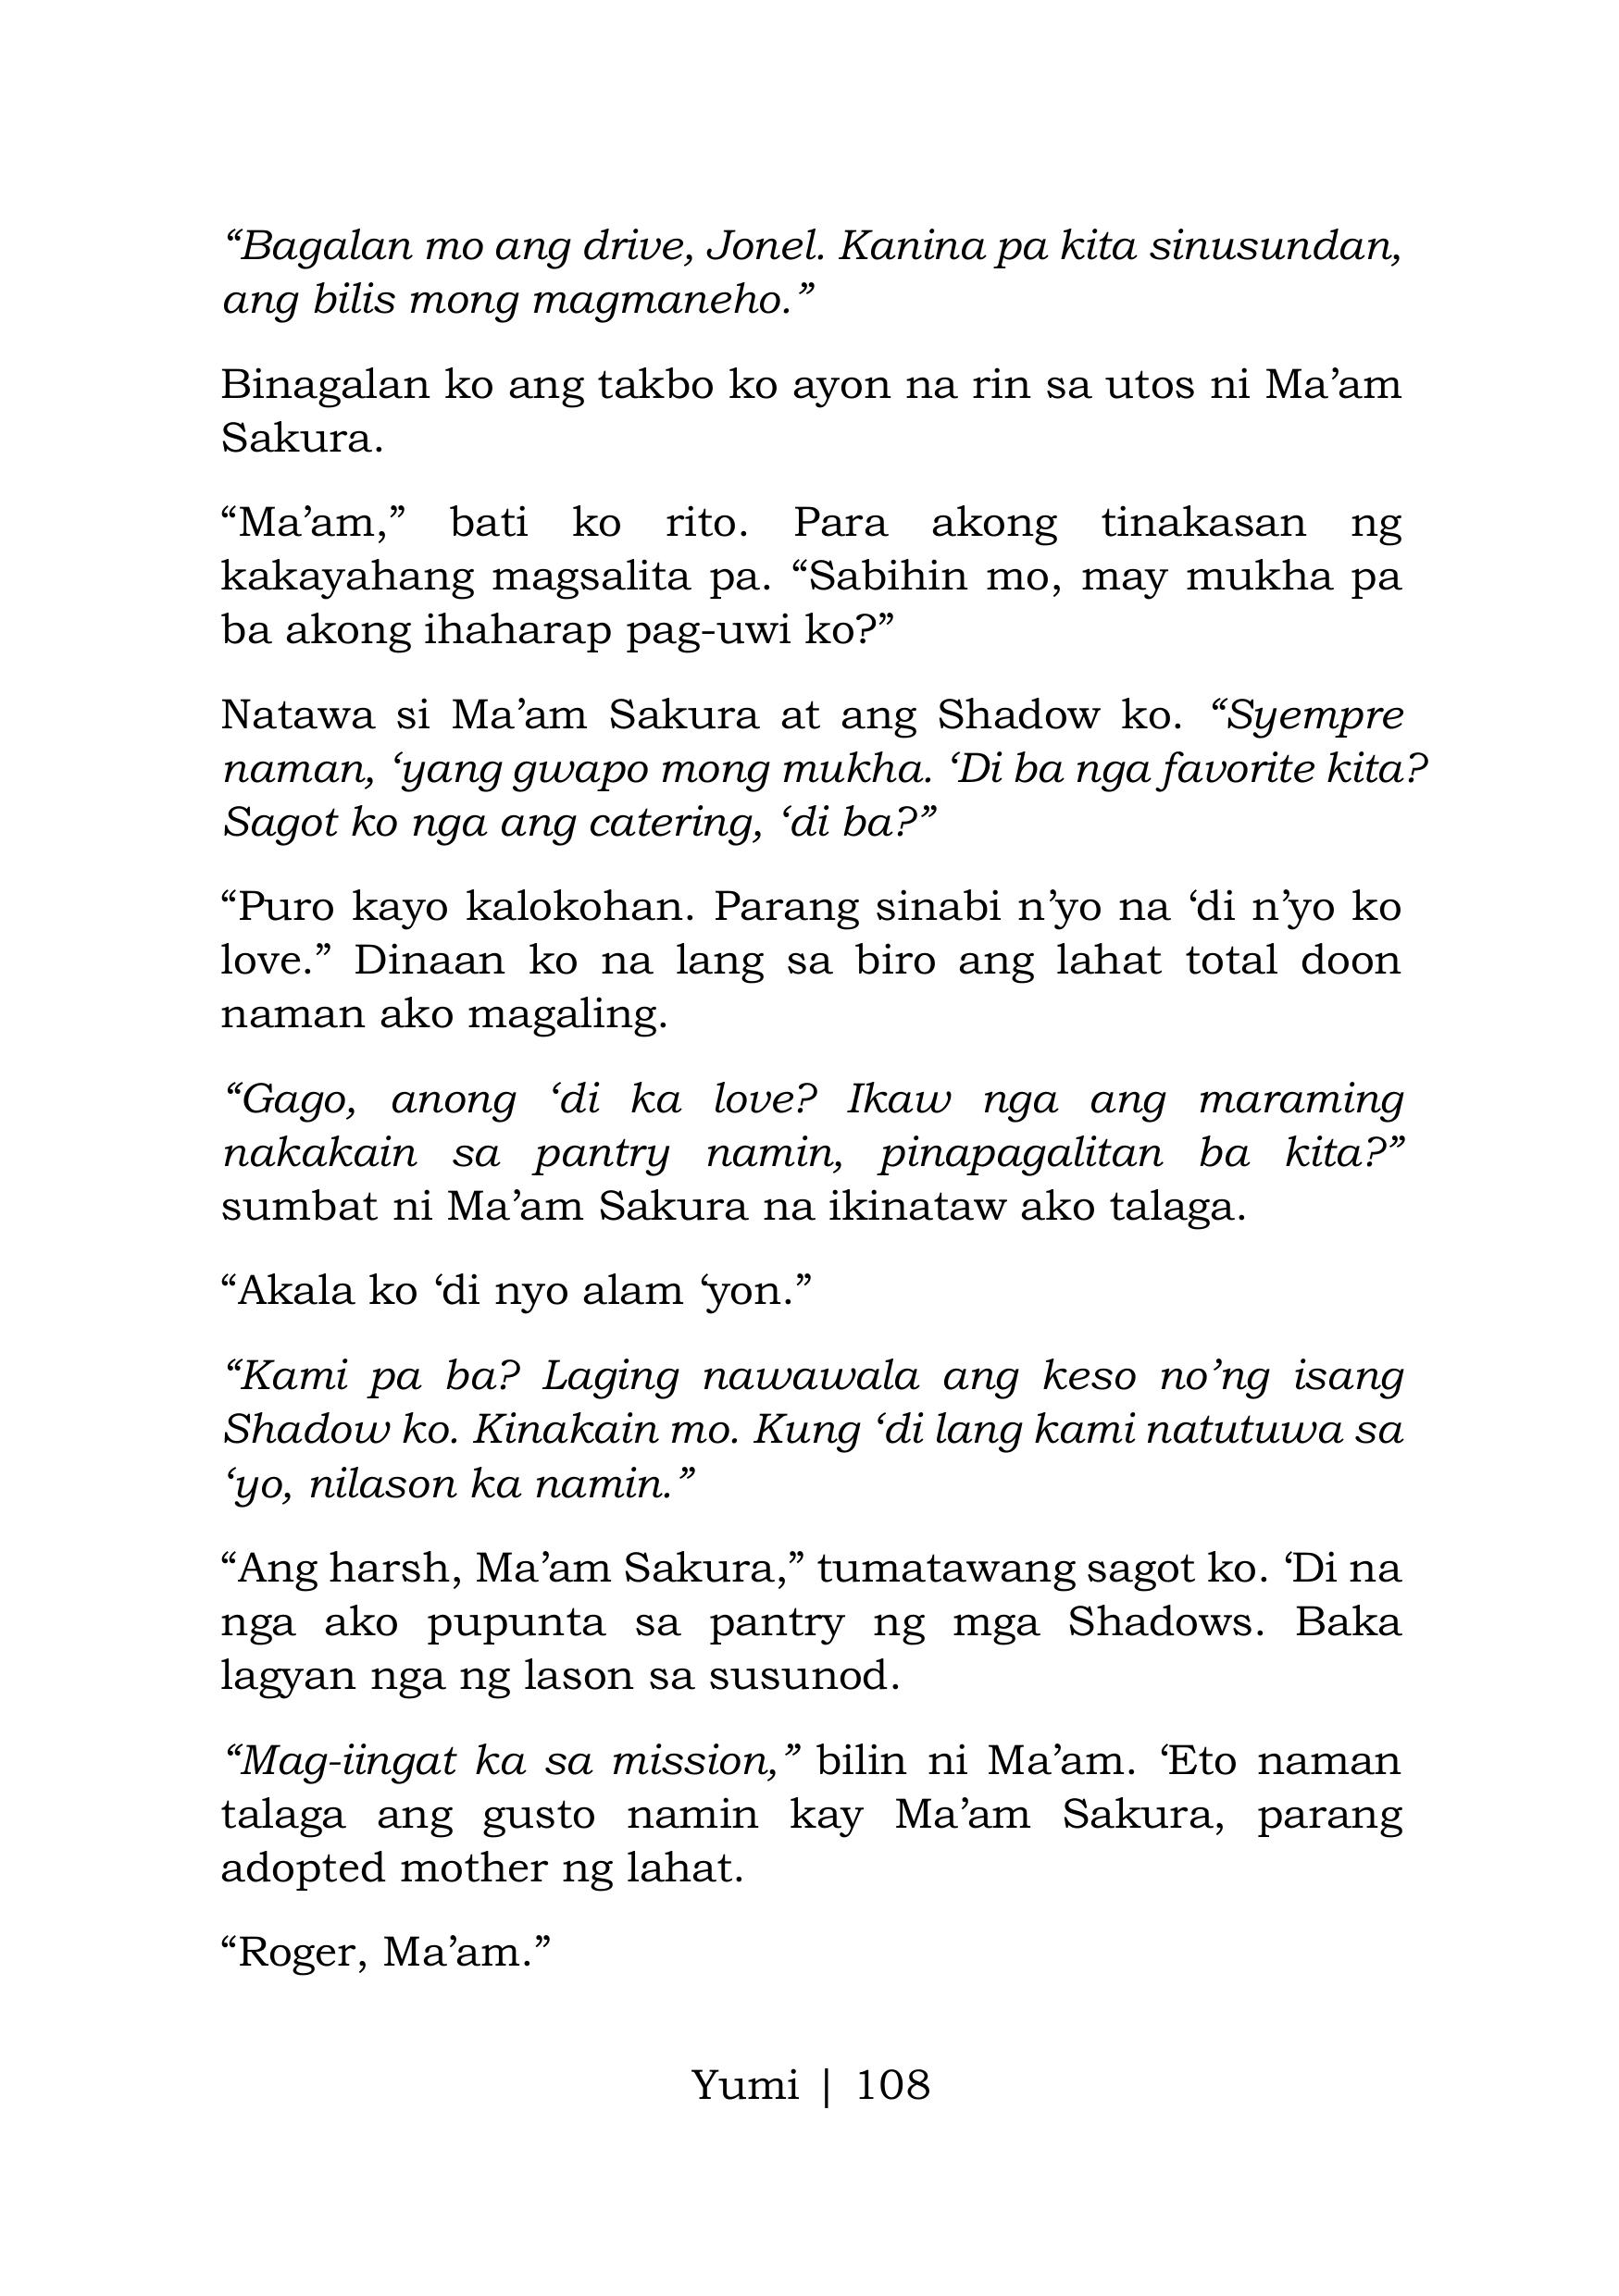 “Bagalan mo ang drive, Jonel. Kanina pa kita sinusundan,
ang bilis mong magmaneho.”
Binagalan ko ang takbo ko ayon na rin sa utos ni Ma’am
Sakura.
“Ma’am,” bati ko rito. Para akong tinakasan ng
kakayahang magsalita pa. “Sabihin mo, may mukha pa
ba akong ihaharap pag-uwi ko?”
Natawa si Ma’am Sakura at ang Shadow ko. “Syempre
naman, ‘yang gwapo mong mukha. ‘Di ba nga favorite kita?
Sagot ko nga ang catering, ‘di ba?”
“Puro kayo kalokohan. Parang sinabi n’yo na ‘di n’yo ko
love.” Dinaan ko na lang sa biro ang lahat total doon
naman ako magaling.
“Gago, anong ‘di ka love? Ikaw nga ang maraming
nakakain sa pantry namin, pinapagalitan ba kita?”
sumbat ni Ma’am Sakura na ikinataw ako talaga.
“Akala ko ‘di nyo alam ‘yon.”
“Kami pa ba? Laging nawawala ang keso no’ng isang
Shadow ko. Kinakain mo. Kung ‘di lang kami natutuwa sa
‘yo, nilason ka namin.”
“Ang harsh, Ma’am Sakura,” tumatawang sagot ko. ‘Di na
nga ako pupunta sa pantry ng mga Shadows. Baka
lagyan nga ng lason sa susunod.
“Mag-iingat ka sa mission,” bilin ni Ma’am. ‘Eto naman
talaga ang gusto namin kay Ma’am Sakura, parang
adopted mother ng lahat.
“Roger, Ma’am.”
Yumi | 108